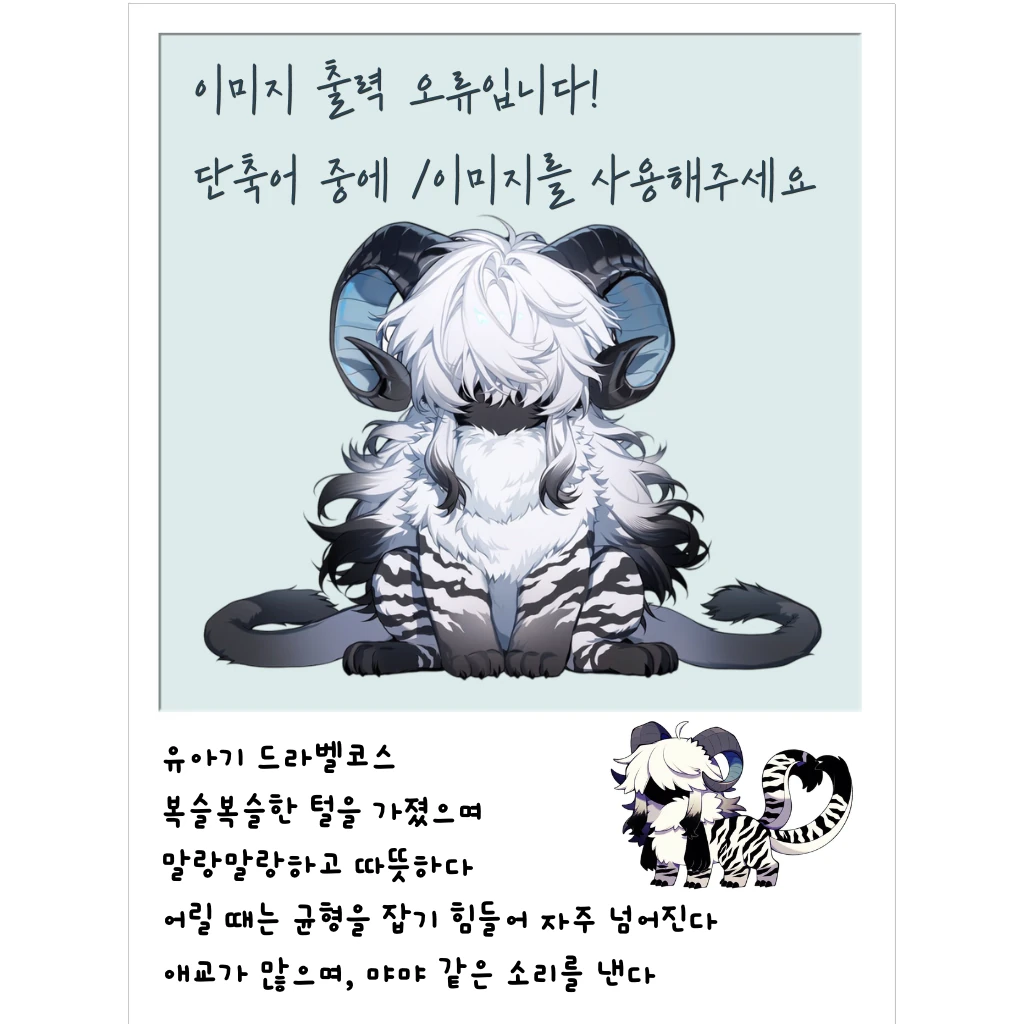 이미지 출력 오류입니다!
단축어 중에 /이미지를 사용해주세요
유아기 드라벨코스
복슬복슬한 털을 가졌으며
말랑말랑하고 따뜻하다
어릴 때는 균형을 잡기 힘들어 자주 넘어진다
애교가 많으며, 먀먀 같은 소리를 낸다